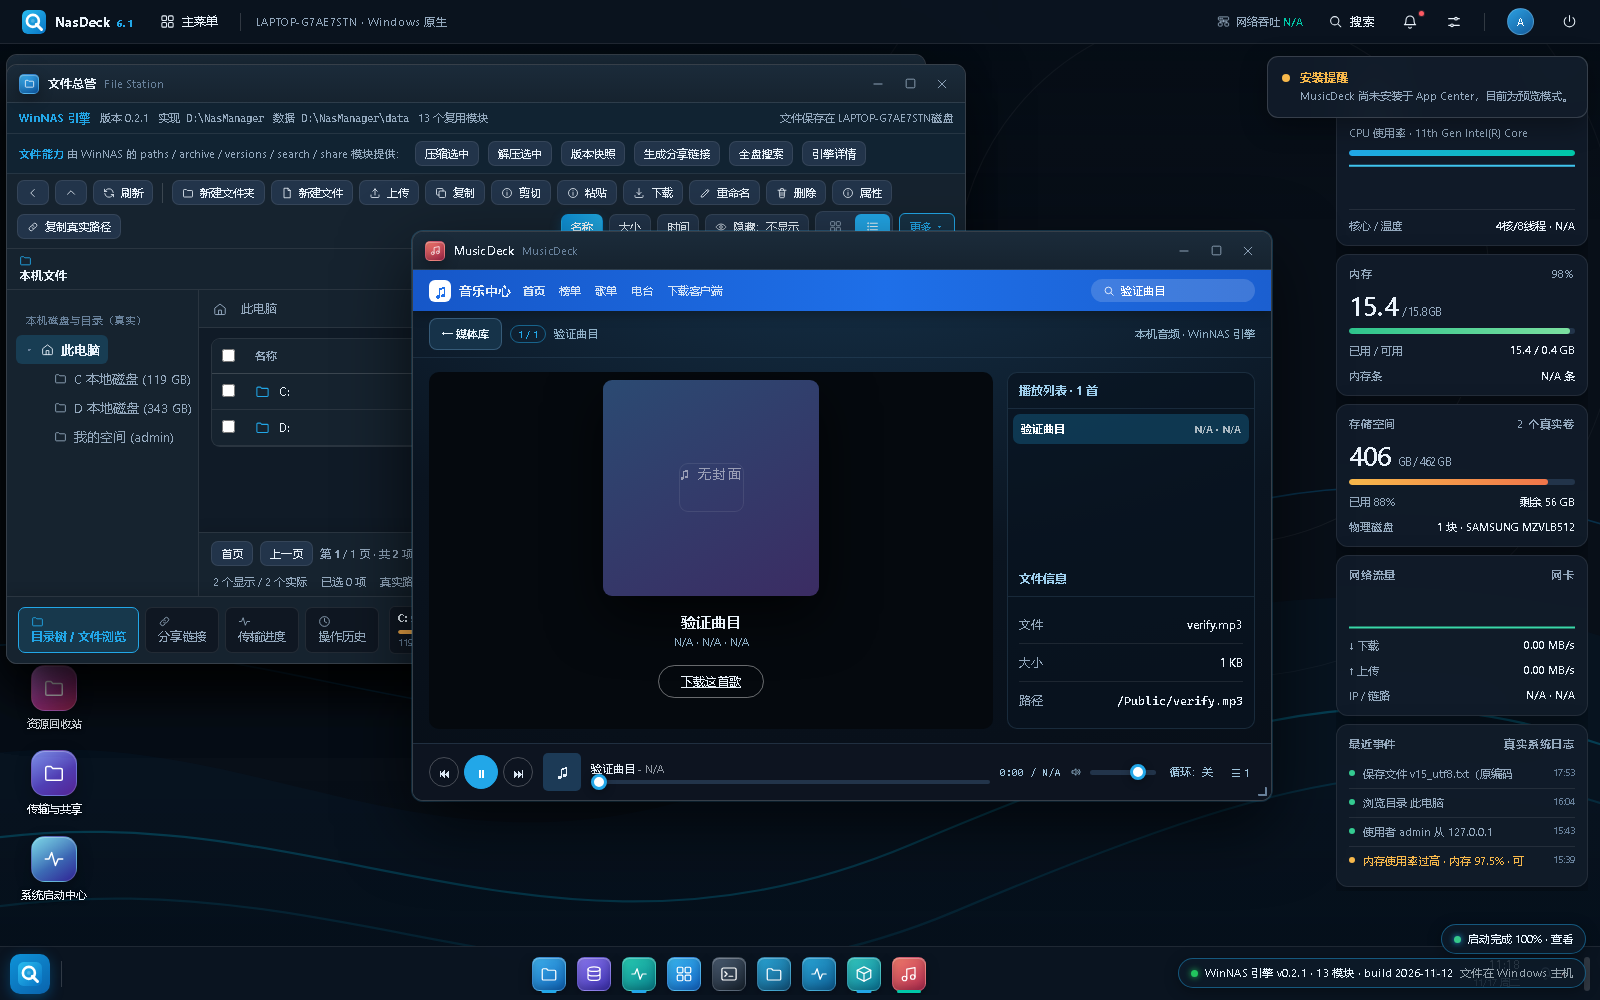 NasDeck 6.1 主菜单 LAPTOP-G7AE7STN · Windows 原生 网络吞吐 N/A 搜索 A
文件总管 File Station
WinNAS 引擎 版本 0.2.1 实现 D:\NasManager 数据 D:\NasManager\data 13 个复用模块 文件保存在 LAPTOP-G7AE7STN磁盘
文件能力 由 WinNAS 的 paths / archive / versions / search / share 模块提供: 压缩选中 解压选中 版本快照 生成分享链接 全盘搜索 引擎详情
刷新 新建文件夹 新建文件 上传 复制 剪切 粘贴 下载 重命名 删除 属性
复制真实路径 名称 大小 时间 隐藏: 不显示 更多
本机文件
本机磁盘与目录（真实）
此电脑
C 本地磁盘 (119 GB)
D 本地磁盘 (343 GB)
我的空间 (admin)
此电脑
名称
C:
D:
首页 上一页 第 1 / 1 页 · 共 2 项
2 个显示 / 2 个实际 已选 0 项 真实路
目录树 / 文件浏览 分享链接 传输进度 操作历史 C:
119
MusicDeck MusicDeck
音乐中心 首页 榜单 歌单 电台 下载客户端 验证曲目
← 媒体库 1 / 1 验证曲目 本机音频 · WinNAS 引擎
无封面
验证曲目
N/A · N/A · N/A
下载这首歌
播放列表 · 1 首
验证曲目 N/A · N/A
文件信息
文件 verify.mp3
大小 1 KB
路径 /Public/verify.mp3
验证曲目 - N/A 0:00 / N/A 循环: 关 1
安装提醒
MusicDeck 尚未安装于 App Center，目前为预览模式。
CPU 使用率 · 11th Gen Intel(R) Core
核心 / 温度 4核/8线程 · N/A
内存 98%
15.4 / 15.8GB
已用 / 可用 15.4 / 0.4 GB
内存条 N/A 条
存储空间 2 个真实卷
406 GB / 462GB
已用 88% 剩余 56 GB
物理磁盘 1 块 · SAMSUNG MZVLB512
网络流量 网卡
↓ 下载 0.00 MB/s
↑ 上传 0.00 MB/s
IP / 链路 N/A · N/A
最近事件 真实系统日志
保存文件 v15_utf8.txt（原编码 17:53
浏览目录 此电脑 16:04
使用者 admin 从 127.0.0.1 15:43
内存使用率过高 · 内存 97.5% · 可 15:39
资源回收站
传输与共享
系统启动中心
启动完成 100% · 查看
WinNAS 引擎 v0.2.1 · 13 模块 · build 2026-11-12 文件在 Windows 主机